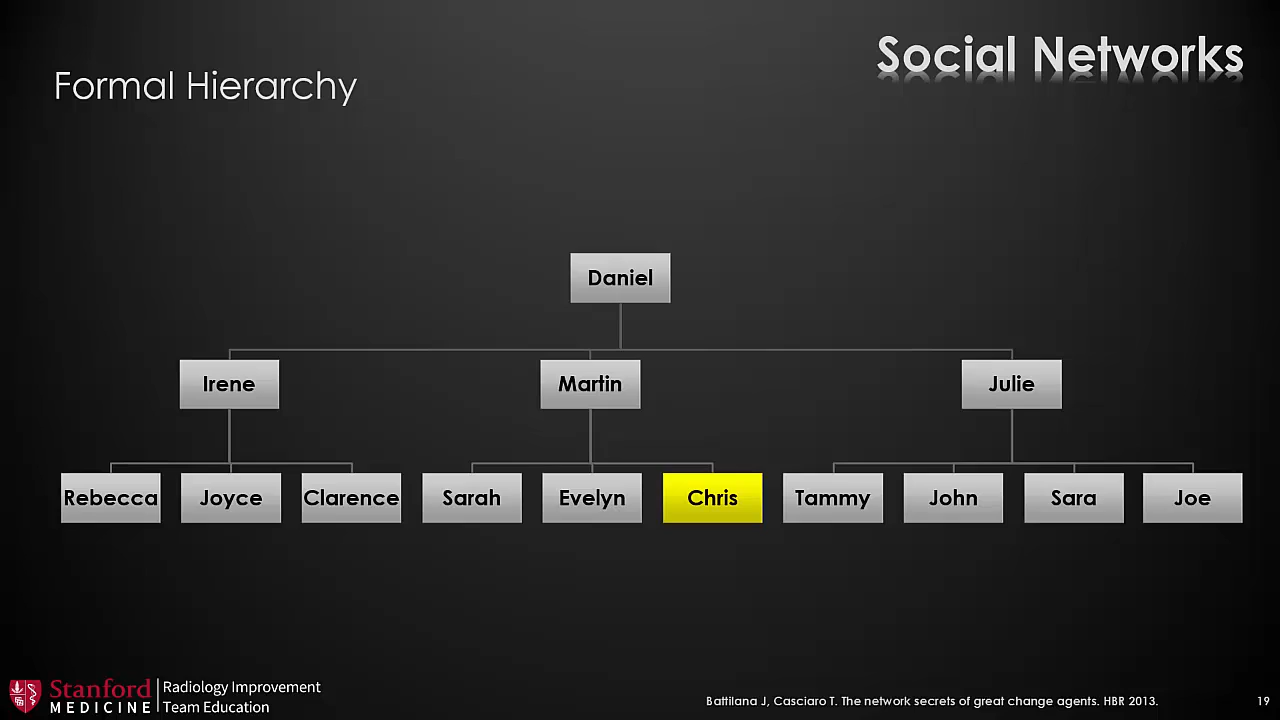 Social Networks
Formal Hierarchy
Daniel
Irene
Martin
Julie
Rebecca
Joyce
Clarence
Sarah
Evelyn
Chris
Tammy
John
Sara
Joe
Stanford
MEDICINE
Radiology Improvement
Team Education
Battilana J, Casciaro T. The network secrets of great change agents. HBR 2013.
19